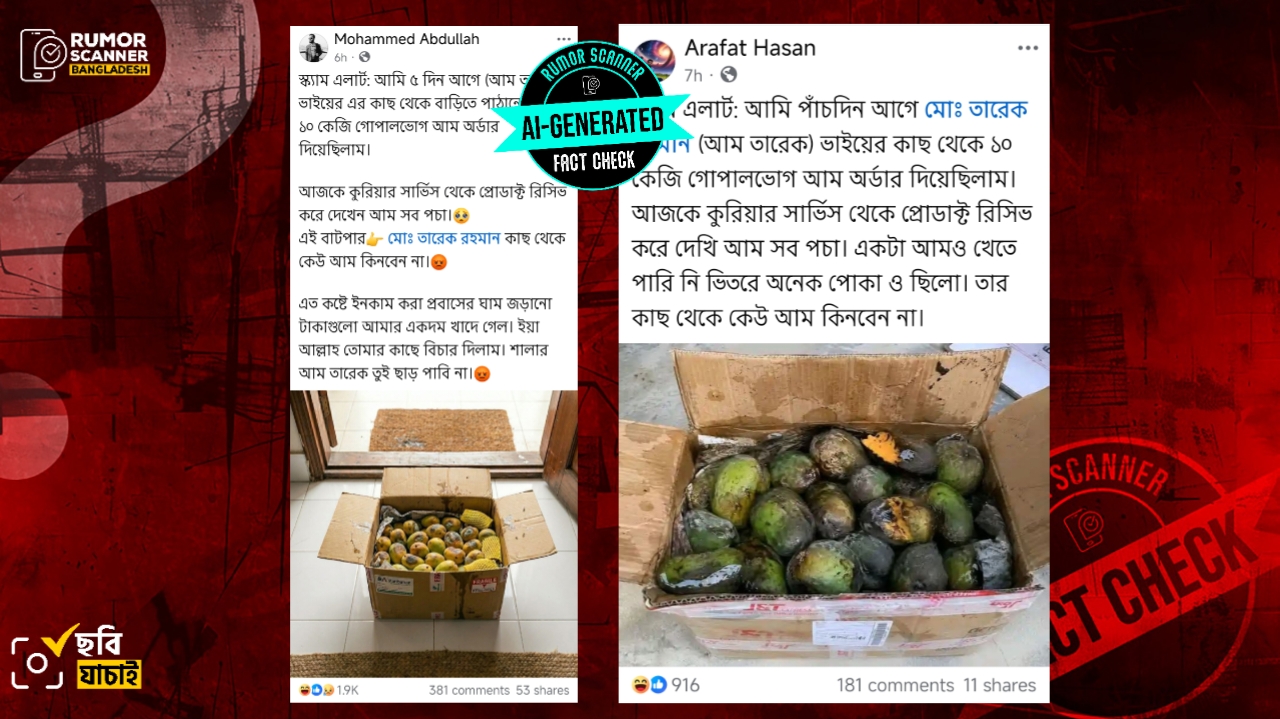 RUMOR
SCANNER
BANGLADESH
Mohammed Abdullah
6h
স্ক্যাম এলার্ট: আমি ৫ দিন আগে (আম
ভাইয়ের এর কাছ থেকে বাড়িতে
১০ কেজি গোপালভোগ আম অর্ডার
দিয়েছিলাম।
আজকে কুরিয়ার সার্ভিস থেকে প্রোডাক্ট রিসিভ
করে দেখেন আম সব পচা।🥺
এই বাটপার👉 মোঃ তারেক রহমান কাছ থেকে
কেউ আম কিনবেন না।😡
এত কষ্টে ইনকাম করা প্রবাসের ঘাম জড়ানো
টাকাগুলো আমার একদম খাদে গেল। ইয়া
আল্লাহ তোমার কাছে বিচার দিলাম। শালার
আম তারেক তুই ছাড় পাবি না।😡
FRAGILE
1.9K
381 comments 53 shares
RUMOR SCANNER
AI-GENERATED
FACT CHECK
Arafat Hasan
7h
এলার্ট: আমি পাঁচদিন আগে মোঃ তারেক
(আম তারেক) ভাইয়ের কাছ থেকে ১০
কেজি গোপালভোগ আম অর্ডার দিয়েছিলাম।
আজকে কুরিয়ার সার্ভিস থেকে প্রোডাক্ট রিসিভ
করে দেখি আম সব পচা। একটা আমও খেতে
পারি নি ভিতরে অনেক পোকা ও ছিলো। তার
কাছ থেকে কেউ আম কিনবেন না।
J&T
916
181 comments 11 shares
SCANNER
FACT CHECK
ছবি
যাচাই